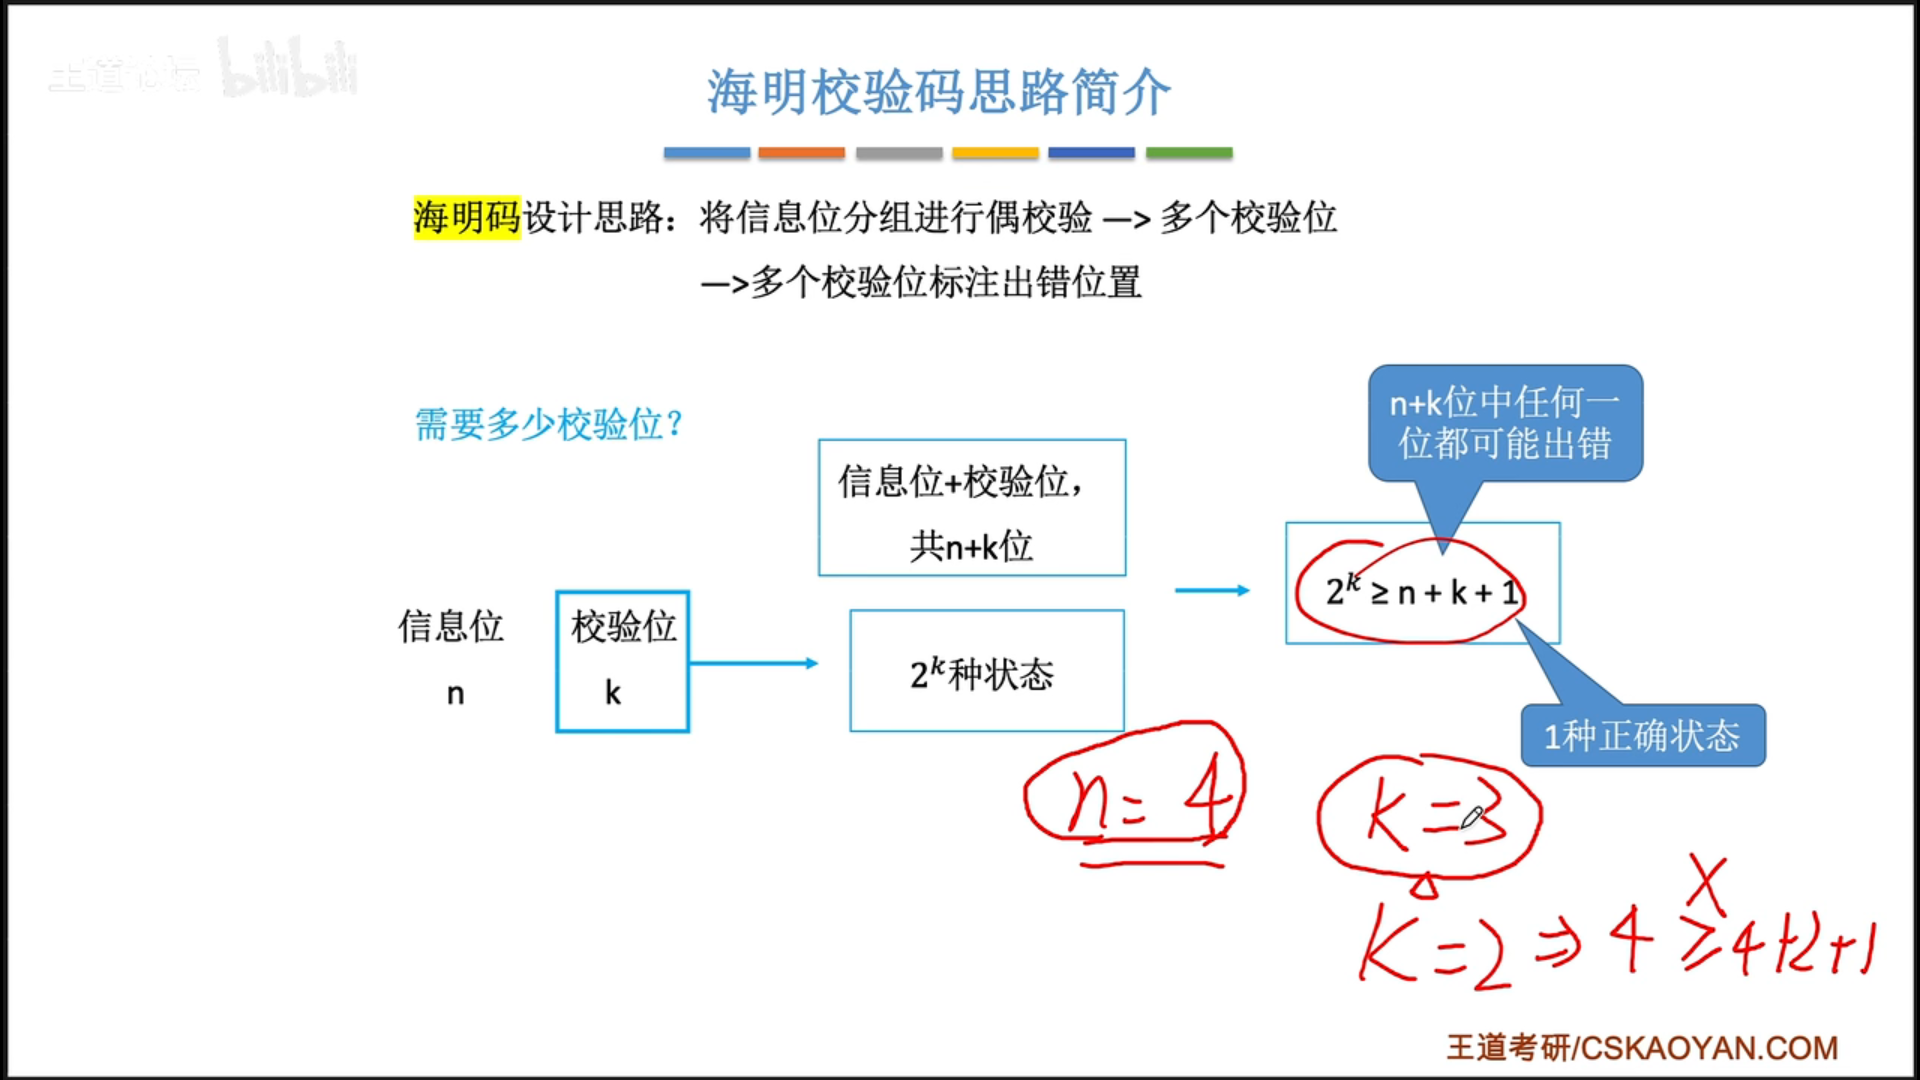 王道论坛 bilibili
海明校验码思路简介
海明码设计思路：将信息位分组进行偶校验 —> 多个校验位
—>多个校验位标注出错位置
需要多少校验位？
n+k位中任何一
位都可能出错
信息位+校验位，
共n+k位
2^k ≥ n + k + 1
信息位
n
校验位
k
2^k种状态
1种正确状态
n = 4
k = 3
X
K = 2 ⇒ 4 ≥ 4+2+1
王道考研/CSKAOYAN.COM